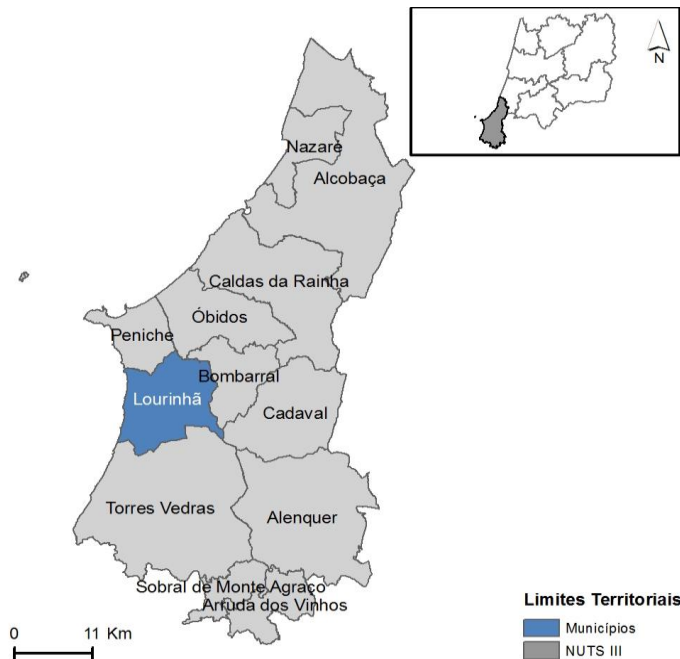 N
Nazaré
Alcobaça
Caldas da Rainha
Óbidos
Peniche
Bombarral
Lourinhã
Cadaval
Torres Vedras
Alenquer
Sobral de Monte Agraço
Arruda dos Vinhos
Limites Territoriais
Municípios
NUTS III
0 11 Km